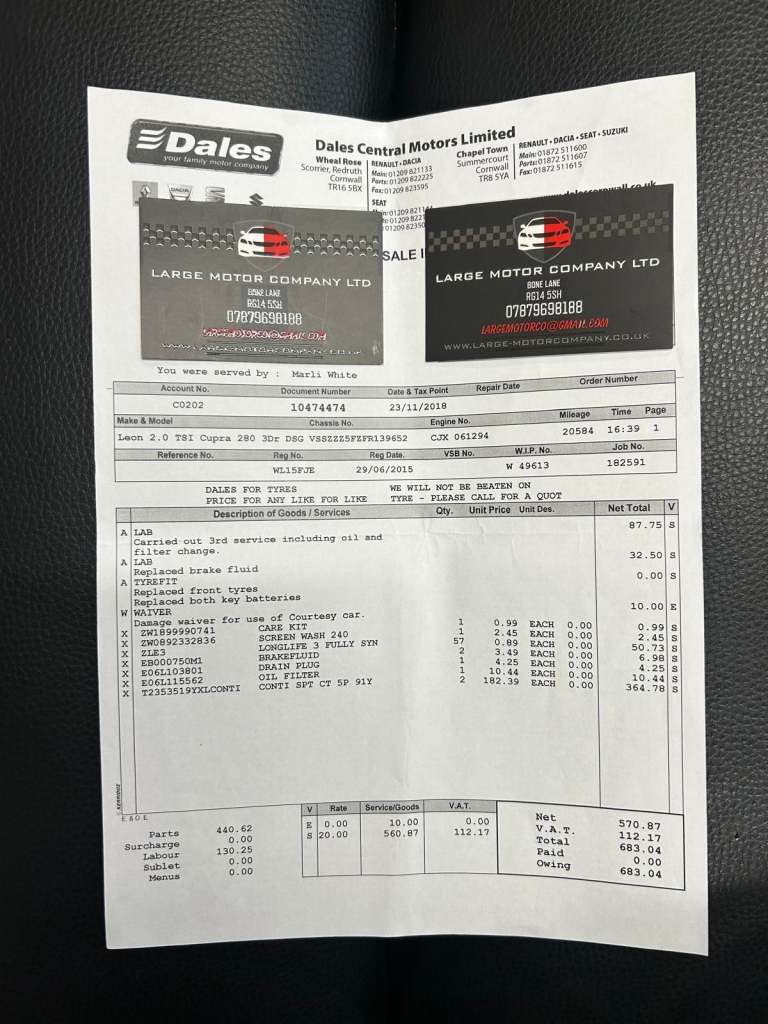 Dales
your family motor company
Dales Central Motors Limited
Wheal Rose
Scorrier, Redruth
Cornwall
TR16 5BX
RENAULT • DACIA
Main: 01209 821133
Parts: 01209 822225
Fax: 01209 823595
SEAT
Chapel Town
Summercourt
Cornwall
TR8 5YA
RENAULT • DACIA • SEAT • SUZUKI
Main: 01872 511600
Parts: 01872 511607
Fax: 01872 511615
SALE
LARGE MOTOR COMPANY LTD
BONE LANE
RG14 5SH
07879698188
LARGEMOTORCO@GMAIL.COM
WWW.LARGE-MOTORCOMPANY.CO.UK
LARGE MOTOR COMPANY LTD
BONE LANE
RG14 5SH
07879698188
LARGEMOTORCO@GMAIL.COM
WWW.LARGE-MOTORCOMPANY.CO.UK
You were served by : Marli White
Account No. Document Number Date & Tax Point Repair Date Order Number
C0202 10474474 23/11/2018
Make & Model Chassis No. Engine No. Mileage Time Page
Leon 2.0 TSI Cupra 280 3Dr DSG VSSZZZ5FZFR139652 CJX 061294 20584 16:39 1
Reference No. Reg No. Reg Date. VSB No. W.I.P. No. Job No.
WL15FJE 29/06/2015 W 49613 182591
DALES FOR TYRES WE WILL NOT BE BEATEN ON
PRICE FOR ANY LIKE FOR LIKE TYRE - PLEASE CALL FOR A QUOT
Description of Goods / Services Qty. Unit Price Unit Des. Net Total V
A LAB 87.75 S
Carried out 3rd service including oil and
filter change.
A LAB 32.50 S
Replaced brake fluid
A TYREFIT 0.00 S
Replaced front tyres
Replaced both key batteries
W WAIVER 10.00 E
Damage waiver for use of Courtesy car.
X ZW1899990741 CARE KIT 1 0.99 EACH 0.00 0.99 S
X ZW0892332836 SCREEN WASH 240 1 2.45 EACH 0.00 2.45 S
X ZLE3 LONGLIFE 3 FULLY SYN 57 0.89 EACH 0.00 50.73 S
X EB000750M1 BRAKEFLUID 2 3.49 EACH 0.00 6.98 S
X E06L103801 DRAIN PLUG 1 4.25 EACH 0.00 4.25 S
X E06L115562 OIL FILTER 1 10.44 EACH 0.00 10.44 S
X T2353519YXLCONTI CONTI SPT CT 5P 91Y 2 182.39 EACH 0.00 364.78 S
E & O E
Parts 440.62
Surcharge 0.00
Labour 130.25
Sublet 0.00
Menus 0.00
V Rate Service/Goods V.A.T.
E 0.00 10.00 0.00
S 20.00 560.87 112.17
Net 570.87
V.A.T. 112.17
Total 683.04
Paid 0.00
Owing 683.04